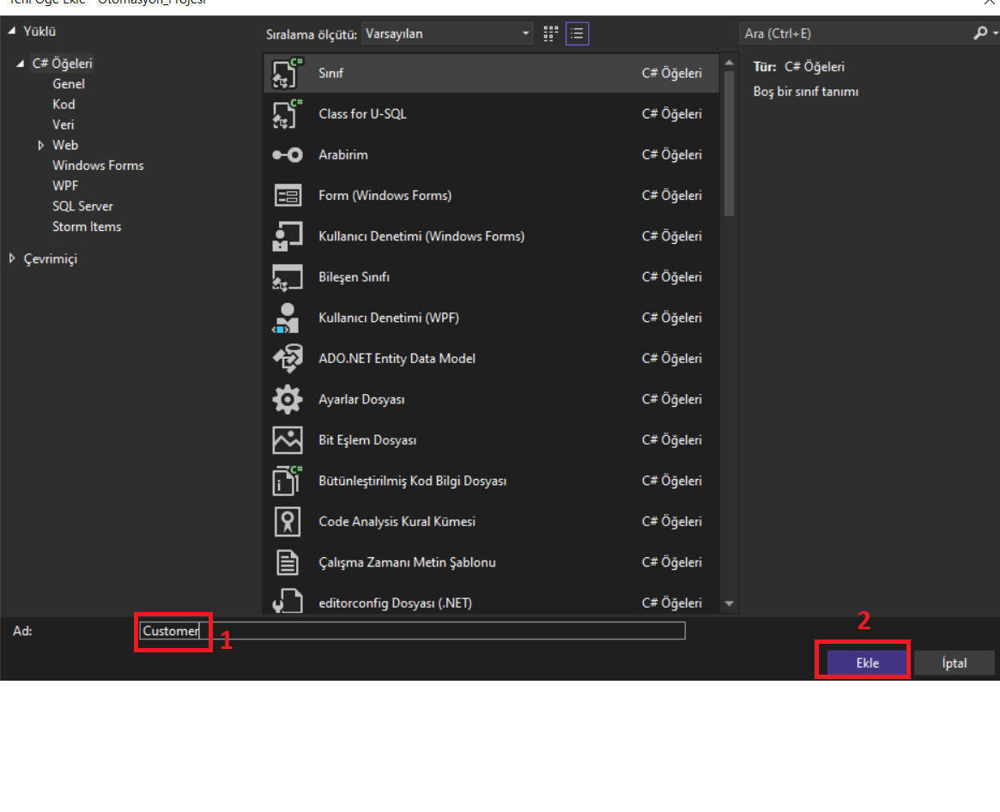 Yeni Öğe Ekle - Otomasyon_Projesi
Yüklü
C# Öğeleri
Genel
Kod
Veri
Web
Windows Forms
WPF
SQL Server
Storm Items
Çevrimiçi
Sıralama ölçütü: Varsayılan
Sınıf C# Öğeleri
Class for U-SQL C# Öğeleri
Arabirim C# Öğeleri
Form (Windows Forms) C# Öğeleri
Kullanıcı Denetimi (Windows Forms) C# Öğeleri
Bileşen Sınıfı C# Öğeleri
Kullanıcı Denetimi (WPF) C# Öğeleri
ADO.NET Entity Data Model C# Öğeleri
Ayarlar Dosyası C# Öğeleri
Bit Eşlem Dosyası C# Öğeleri
Bütünleştirilmiş Kod Bilgi Dosyası C# Öğeleri
Code Analysis Kural Kümesi C# Öğeleri
Çalışma Zamanı Metin Şablonu C# Öğeleri
editorconfig Dosyası (.NET) C# Öğeleri
Ara (Ctrl+E)
Tür: C# Öğeleri
Boş bir sınıf tanımı
Ad: Customer 1
2
Ekle İptal